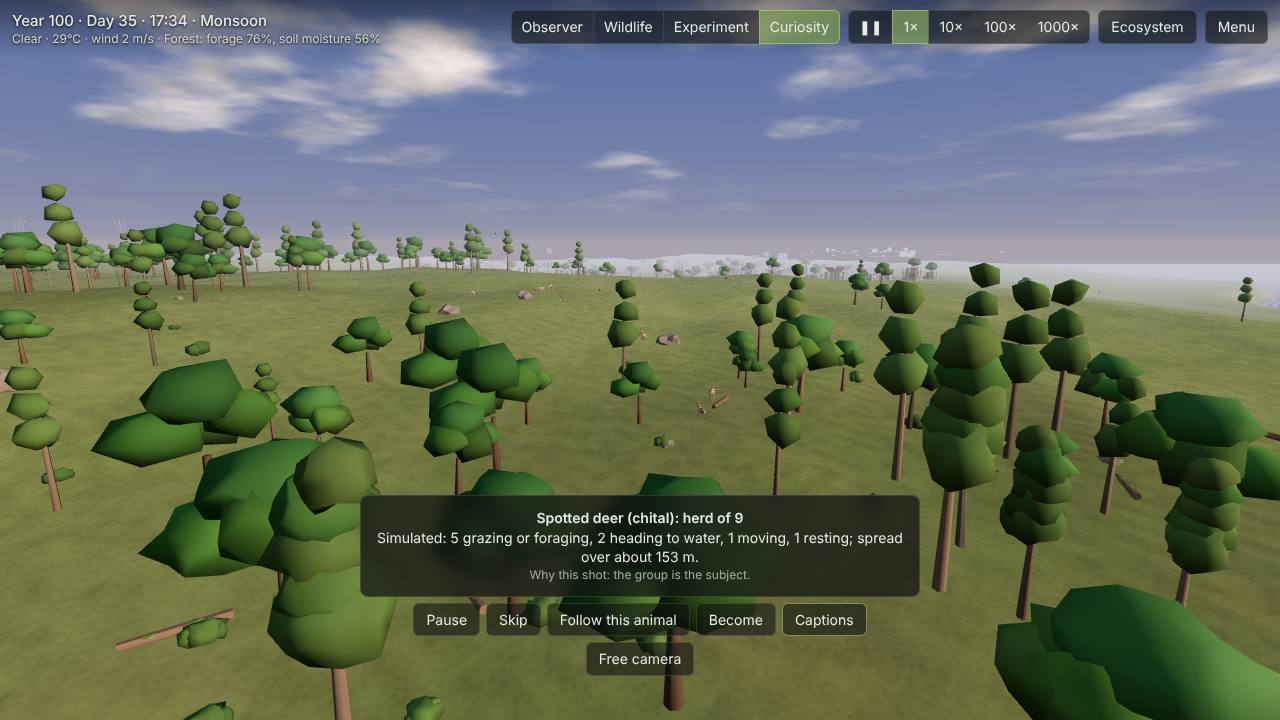 Year 100 · Day 35 · 17:34 · Monsoon
Clear · 29°C · wind 2 m/s · Forest: forage 76%, soil moisture 56%
Observer
Wildlife
Experiment
Curiosity
1×
10×
100×
1000×
Ecosystem
Menu
Spotted deer (chital): herd of 9
Simulated: 5 grazing or foraging, 2 heading to water, 1 moving, 1 resting; spread
over about 153 m.
Why this shot: the group is the subject.
Pause
Skip
Follow this animal
Become
Captions
Free camera